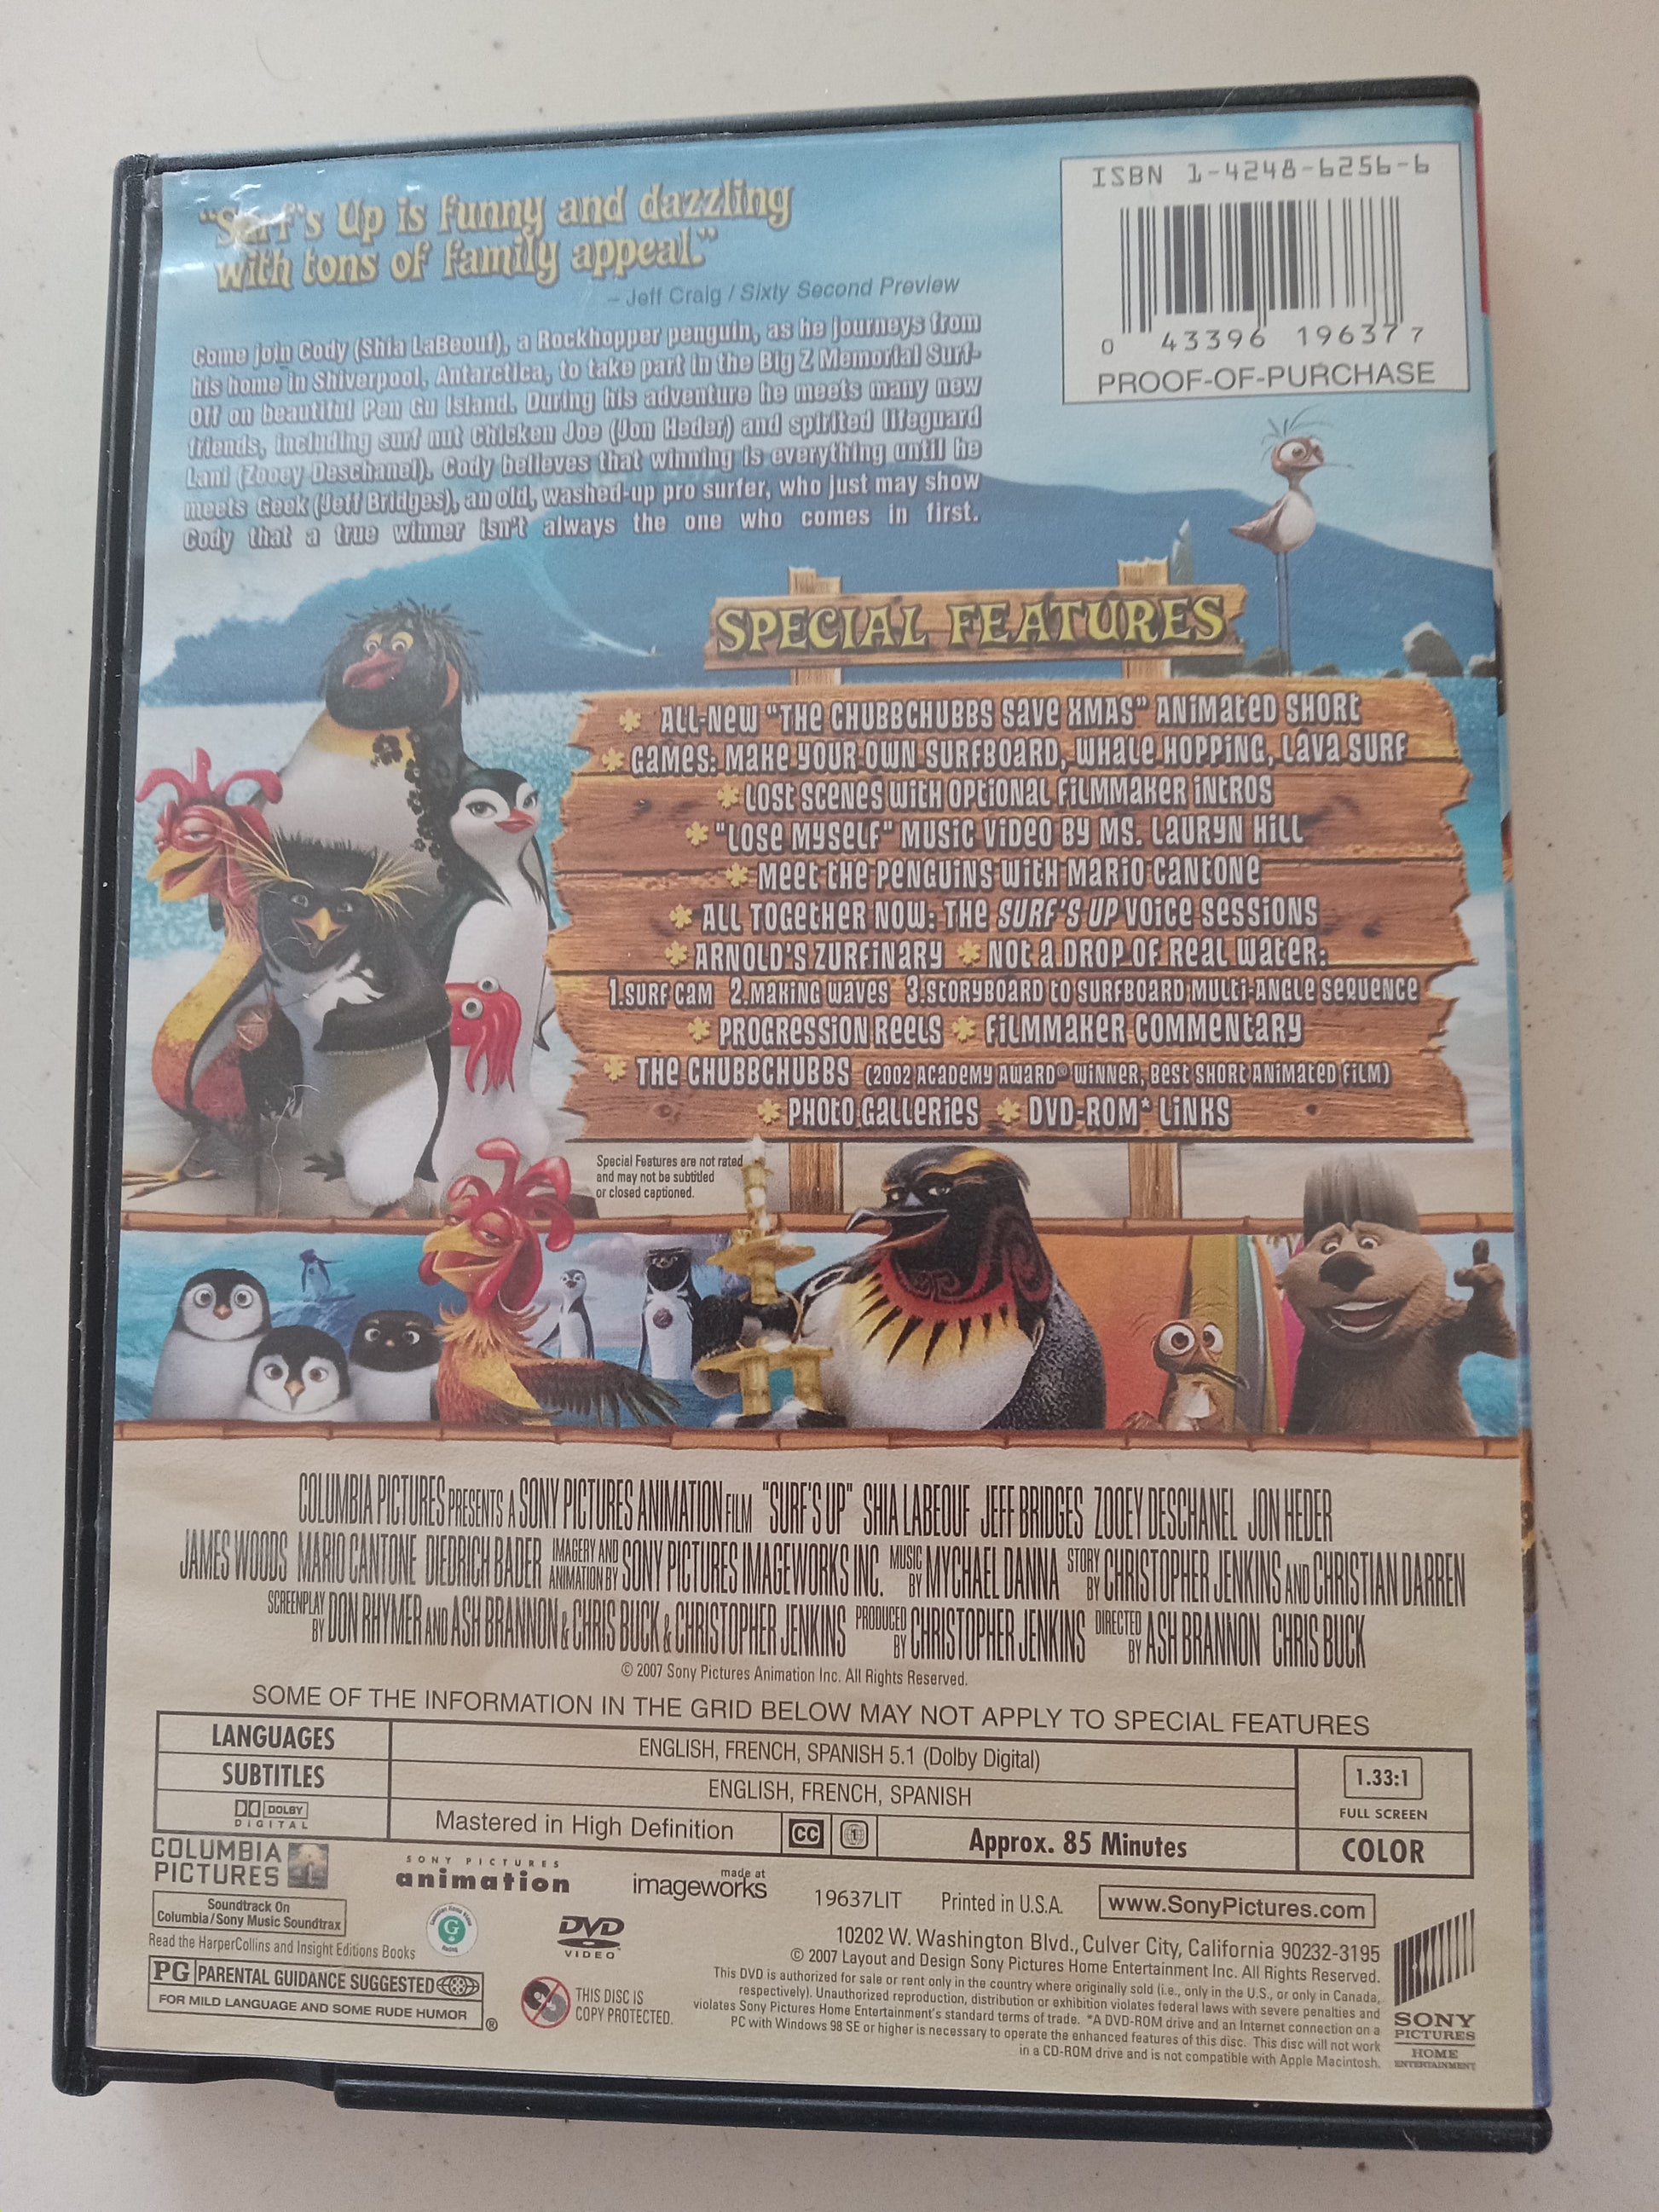 "Surf's Up is funny and dazzling
with tons of family appeal."
– Jeff Craig / Sixty Second Preview
Come join Cody (Shia LaBeouf), a Rockhopper penguin, as he journeys from
his home in Shiverpool, Antarctica, to take part in the Big Z Memorial Surf-
Off on beautiful Pen Gu Island. During his adventure he meets many new
friends, including surf nut Chicken Joe (Jon Heder) and spirited lifeguard
Lani (Zooey Deschanel). Cody believes that winning is everything until he
meets Geek (Jeff Bridges), an old, washed-up pro surfer, who just may show
Cody that a true winner isn't always the one who comes in first.
ISBN 1-4248-6256-6
0 43396 19637 7
PROOF-OF-PURCHASE
SPECIAL FEATURES
* ALL-NEW "THE CHUBBCHUBBS SAVE XMAS" ANIMATED SHORT
* GAMES: MAKE YOUR OWN SURFBOARD, WHALE HOPPING, LAVA SURF
* LOST SCENES WITH OPTIONAL FILMMAKER INTROS
* "LOSE MYSELF" MUSIC VIDEO BY MS. LAURYN HILL
* MEET THE PENGUINS WITH MARIO CANTONE
* ALL TOGETHER NOW: THE SURF'S UP VOICE SESSIONS
* ARNOLD'S ZURFINARY * NOT A DROP OF REAL WATER:
1.SURF CAM 2.MAKING WAVES 3.STORYBOARD TO SURFBOARD MULTI-ANGLE SEQUENCE
* PROGRESSION REELS * FILMMAKER COMMENTARY
* THE CHUBBCHUBBS (2002 ACADEMY AWARD® WINNER, BEST SHORT ANIMATED FILM)
* PHOTO GALLERIES * DVD-ROM* LINKS
Special Features are not rated
and may not be subtitled
or closed captioned.
COLUMBIA PICTURES PRESENTS A SONY PICTURES ANIMATION FILM "SURF'S UP" SHIA LABEOUF JEFF BRIDGES ZOOEY DESCHANEL JON HEDER
JAMES WOODS MARIO CANTONE DIEDRICH BADER IMAGERY AND ANIMATION BY SONY PICTURES IMAGEWORKS INC. MUSIC BY MYCHAEL DANNA STORY BY CHRISTOPHER JENKINS AND CHRISTIAN DARREN
SCREENPLAY BY DON RHYMER AND ASH BRANNON & CHRIS BUCK & CHRISTOPHER JENKINS PRODUCED BY CHRISTOPHER JENKINS DIRECTED BY ASH BRANNON CHRIS BUCK
© 2007 Sony Pictures Animation Inc. All Rights Reserved.
SOME OF THE INFORMATION IN THE GRID BELOW MAY NOT APPLY TO SPECIAL FEATURES
LANGUAGES ENGLISH, FRENCH, SPANISH 5.1 (Dolby Digital)
SUBTITLES ENGLISH, FRENCH, SPANISH
1.33:1
FULL SCREEN
DOLBY
DIGITAL
Mastered in High Definition CC 1 Approx. 85 Minutes COLOR
COLUMBIA
PICTURES
SONY PICTURES
animation
made at
imageworks
19637LIT Printed in U.S.A. www.SonyPictures.com
Soundtrack On
Columbia/Sony Music Soundtrax
Read the HarperCollins and Insight Editions Books
G
DVD
VIDEO
PG PARENTAL GUIDANCE SUGGESTED
FOR MILD LANGUAGE AND SOME RUDE HUMOR ®
THIS DISC IS
COPY PROTECTED.
10202 W. Washington Blvd., Culver City, California 90232-3195
© 2007 Layout and Design Sony Pictures Home Entertainment Inc. All Rights Reserved.
This DVD is authorized for sale or rent only in the country where originally sold (i.e., only in the U.S., or only in Canada,
respectively). Unauthorized reproduction, distribution or exhibition violates federal laws with severe penalties and
violates Sony Pictures Home Entertainment's standard terms of trade. *A DVD-ROM drive and an Internet connection on a
PC with Windows 98 SE or higher is necessary to operate the enhanced features of this disc. This disc will not work
in a CD-ROM drive and is not compatible with Apple Macintosh.
SONY
PICTURES
HOME
ENTERTAINMENT